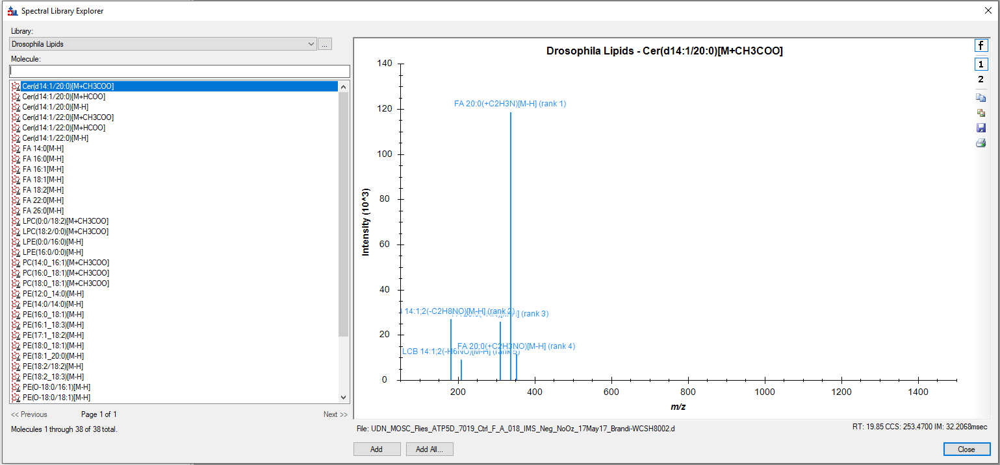 Spectral Library Explorer
Library:
Drosophila Lipids
...
Molecule:
Cer(d14:1/20:0)[M+CH3COO]
Cer(d14:1/20:0)[M+HCOO]
Cer(d14:1/20:0)[M-H]
Cer(d14:1/22:0)[M+CH3COO]
Cer(d14:1/22:0)[M+HCOO]
Cer(d14:1/22:0)[M-H]
FA 14:0[M-H]
FA 16:0[M-H]
FA 16:1[M-H]
FA 18:1[M-H]
FA 18:2[M-H]
FA 22:0[M-H]
FA 26:0[M-H]
LPC(0:0/18:2)[M+CH3COO]
LPC(18:2/0:0)[M+CH3COO]
LPE(0:0/16:0)[M-H]
LPE(16:0/0:0)[M-H]
PC(14:0_16:1)[M+CH3COO]
PC(16:0_18:1)[M+CH3COO]
PC(18:0_18:1)[M+CH3COO]
PE(12:0_14:0)[M-H]
PE(14:0/14:0)[M-H]
PE(16:0_18:1)[M-H]
PE(16:1_18:3)[M-H]
PE(17:1_18:2)[M-H]
PE(18:0_18:1)[M-H]
PE(18:1_20:0)[M-H]
PE(18:2/18:2)[M-H]
PE(18:2_18:3)[M-H]
PE(O-18:0/16:1)[M-H]
PE(O-18:0/18:1)[M-H]
<< Previous Page 1 of 1 Next >>
Molecules 1 through 38 of 38 total.
Drosophila Lipids - Cer(d14:1/20:0)[M+CH3COO]
f
1
2
140
120
100
80
60
40
20
0
Intensity (10^3)
FA 20:0(+C2H3N)[M-H] (rank 1)
14:1;2(-C2H8NO)[M-H] (rank 2)
(rank 3)
FA 20:0(+C2H3NO)[M-H] (rank 4)
LCB 14:1;2(-H6NO)[M-H] (rank 5)
200 400 600 800 1000 1200 1400
m/z
File: UDN_MOSC_Flies_ATP5D_7019_Ctrl_F_A_018_IMS_Neg_NoOz_17May17_Brandi-WCSH8002.d
RT: 19.85 CCS: 253.4700 IM: 32.2068msec
Add
Add All...
Close